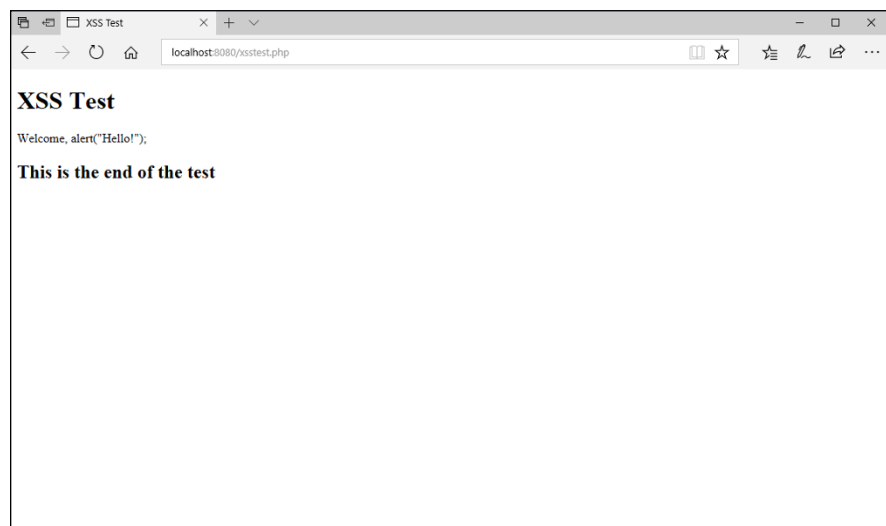 XSS Test
localhost:8080/xsstest.php
XSS Test
Welcome, alert("Hello!");
This is the end of the test